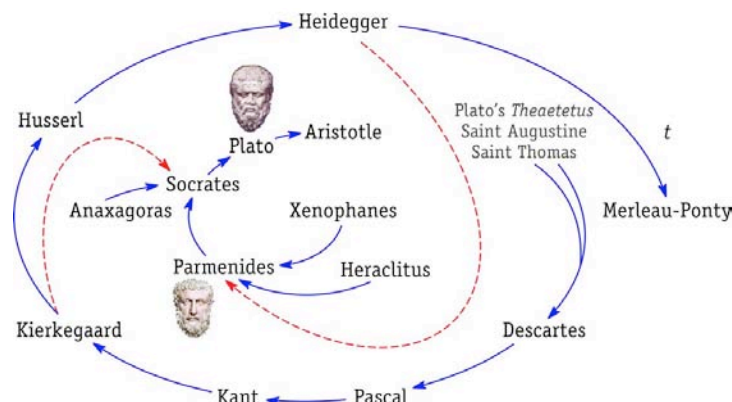 Heidegger
Plato's Theaetetus
Husserl
Saint Augustine
t
Plato
Aristotle
Saint Thomas
Socrates
Anaxagoras
Xenophanes
Merleau-Ponty
Parmenides
Heraclitus
Kierkegaard
Descartes
Kant
Pascal